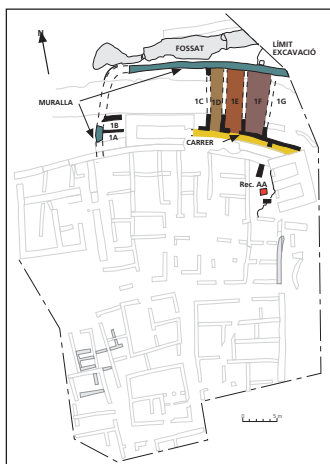 N
FOSSAT
LÍMIT
EXCAVACIÓ
MURALLA
1C
1D
1E
1F
1G
1B
1A
CARRER
Rec. AA
0
5 m